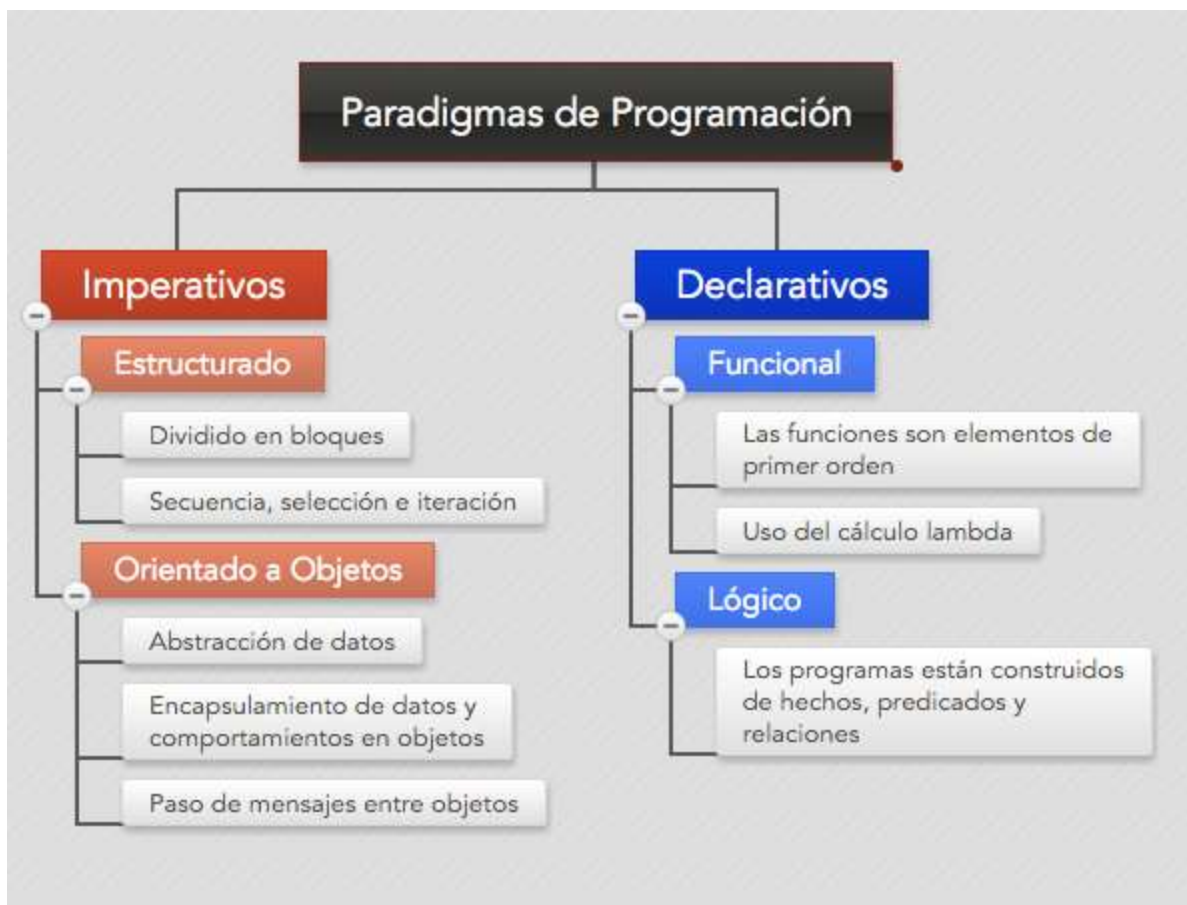 Paradigmas de Programación
Imperativos
Estructurado
Dividido en bloques
Secuencia, selección e iteración
Orientado a Objetos
Abstracción de datos
Encapsulamiento de datos y
comportamientos en objetos
Paso de mensajes entre objetos
Declarativos
Funcional
Las funciones son elementos de
primer orden
Uso del cálculo lambda
Lógico
Los programas están construidos
de hechos, predicados y
relaciones